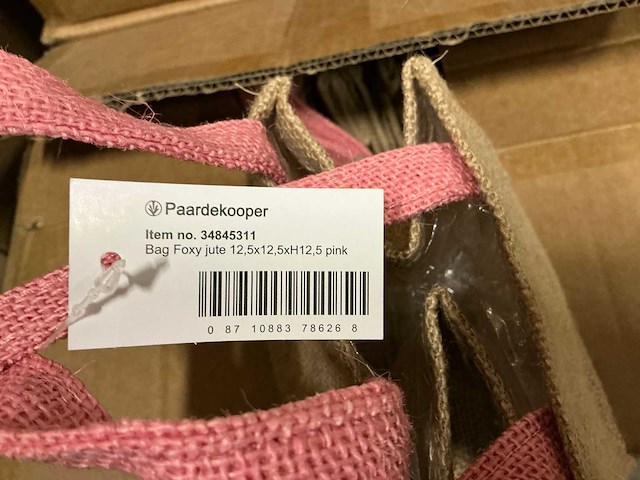 Paardekooper
Item no. 34845311
Bag Foxy jute 12,5x12,5xH12,5 pink
0 87 10883 78626 8